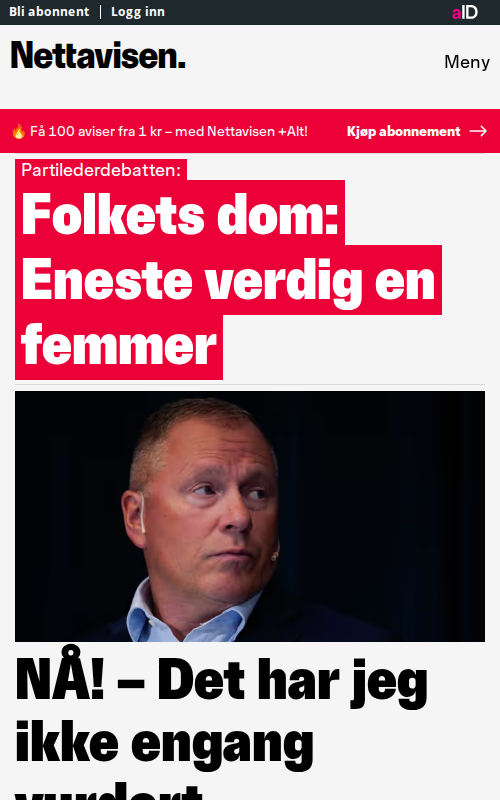 Bli abonnent | Logg inn
aID
Nettavisen.
Meny
🔥 Få 100 aviser fra 1 kr – med Nettavisen +Alt!
Kjøp abonnement →
Partilederdebatten:
Folkets dom:
Eneste verdig en
femmer
NÅ! – Det har jeg
ikke engang
vurdert